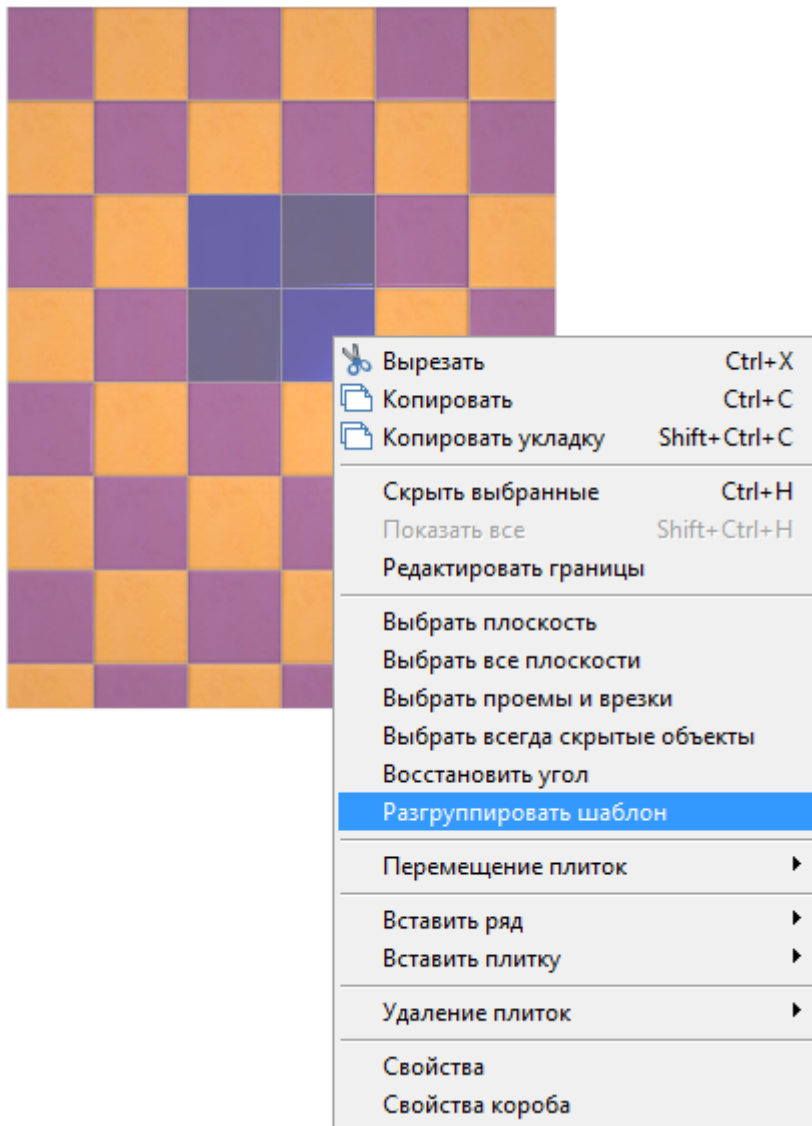 Вырезать Ctrl+X
Копировать Ctrl+C
Копировать укладку Shift+Ctrl+C
Скрыть выбранные Ctrl+H
Показать все Shift+Ctrl+H
Редактировать границы
Выбрать плоскость
Выбрать все плоскости
Выбрать проемы и врезки
Выбрать всегда скрытые объекты
Восстановить угол
Разгруппировать шаблон
Перемещение плиток
Вставить ряд
Вставить плитку
Удаление плиток
Свойства
Свойства короба